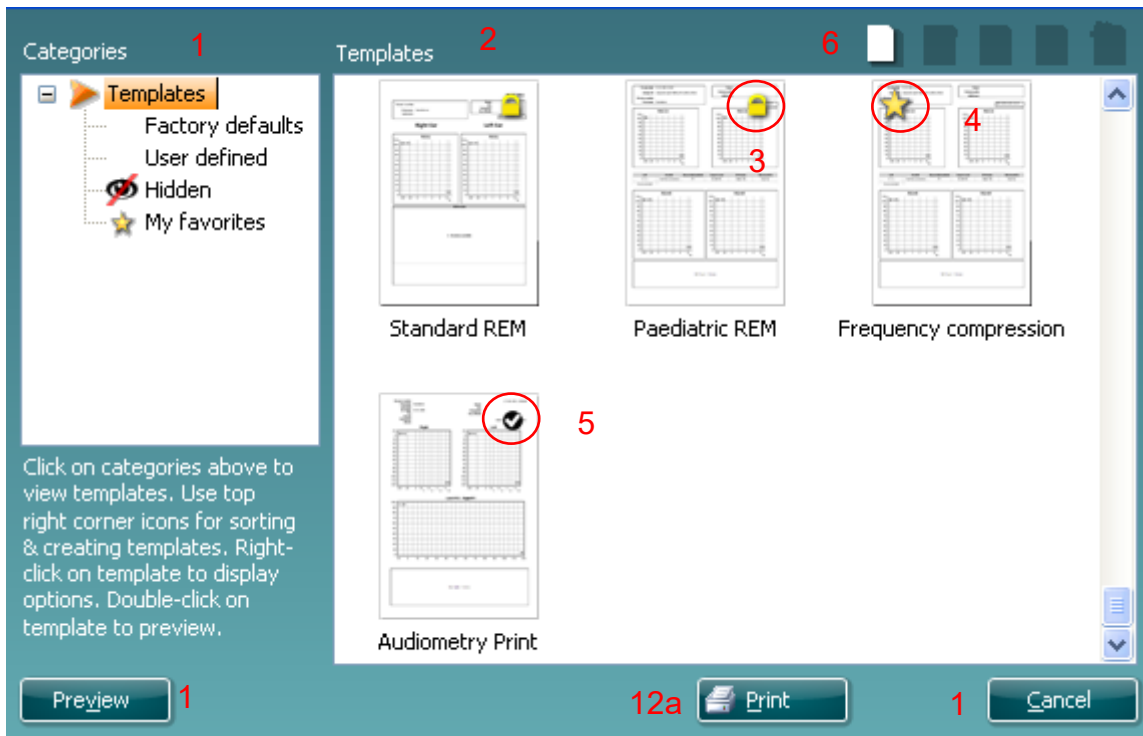 Categories 1
Templates 2
6
Templates
Factory defaults
User defined
Hidden
My favorites
3
4
Standard REM
Paediatric REM
Frequency compression
5
Audiometry Print
Click on categories above to
view templates. Use top
right corner icons for sorting
& creating templates. Right-
click on template to display
options. Double-click on
template to preview.
Preview 1
12a Print
1 Cancel